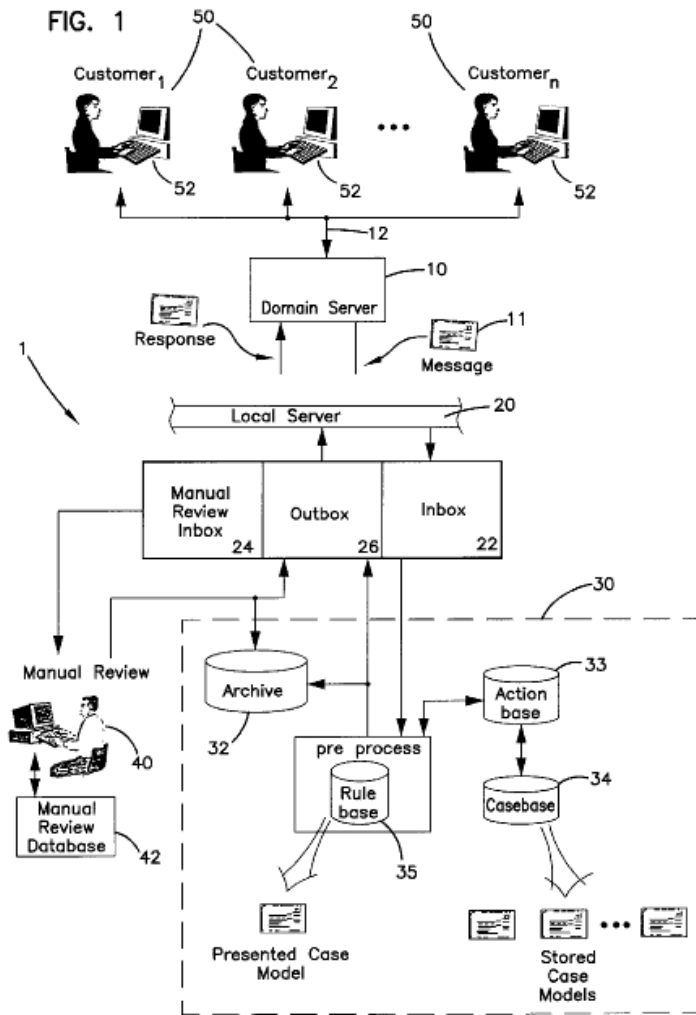 FIG. 1
50
50
50
Customer1
Customer2
Customern
52
52
52
12
10
Domain Server
Response
11
Message
1
20
Local Server
Manual
Review
Inbox
24
Outbox
26
Inbox
22
30
Manual Review
Archive
32
33
Action
base
pre process
Rule
base
35
34
Casebase
40
Manual
Review
Database
42
Presented Case
Model
Stored
Case
Models